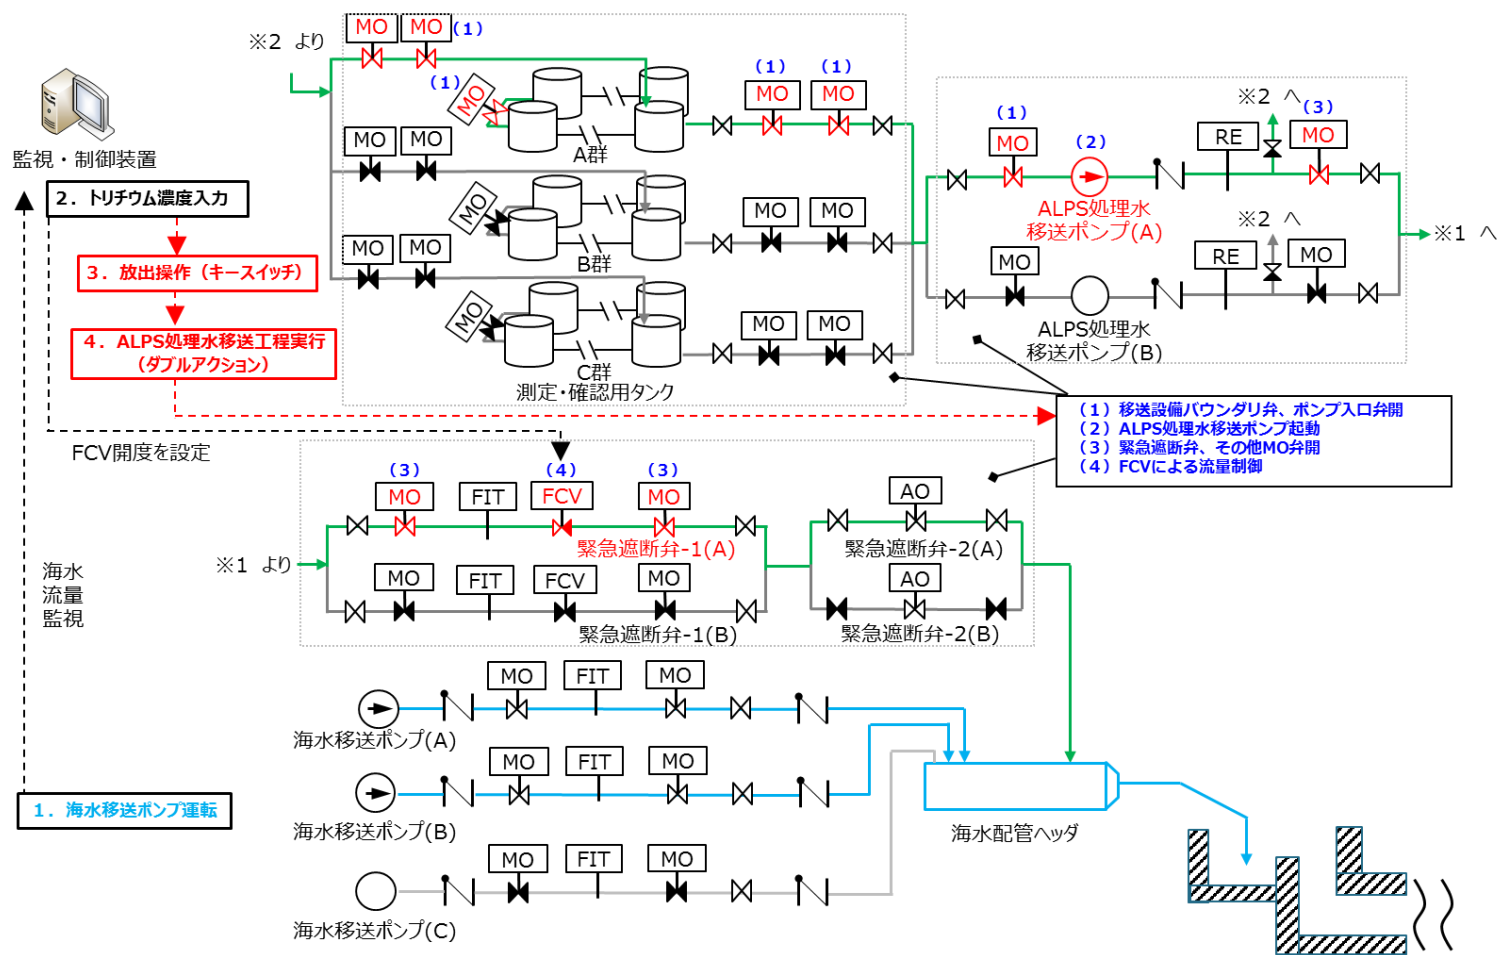 ※2 より
MO
MO
（1）
（1）
MO
MO
MO
A群
（1）
（1）
MO
MO
MO
MO
MO
B群
MO
MO
MO
C群
MO
MO
測定・確認用タンク
監視・制御装置
2．トリチウム濃度入力
3．放出操作（キースイッチ）
4．ALPS処理水移送工程実行
（ダブルアクション）
（1）
MO
（2）
ALPS処理水
移送ポンプ(A)
RE
※2 へ
（3）
MO
※1 へ
MO
ALPS処理水
移送ポンプ(B)
RE
※2 へ
MO
（1）移送設備バウンダリ弁、ポンプ入口弁開
（2）ALPS処理水移送ポンプ起動
（3）緊急遮断弁、その他MO弁開
（4）FCVによる流量制御
FCV開度を設定
海水
流量
監視
※1 より
（3）
MO
FIT
（4）
FCV
（3）
MO
緊急遮断弁-1(A)
MO
FIT
FCV
MO
緊急遮断弁-1(B)
AO
緊急遮断弁-2(A)
AO
緊急遮断弁-2(B)
MO
FIT
MO
海水移送ポンプ(A)
MO
FIT
MO
海水移送ポンプ(B)
MO
FIT
MO
海水移送ポンプ(C)
1．海水移送ポンプ運転
海水配管ヘッダ